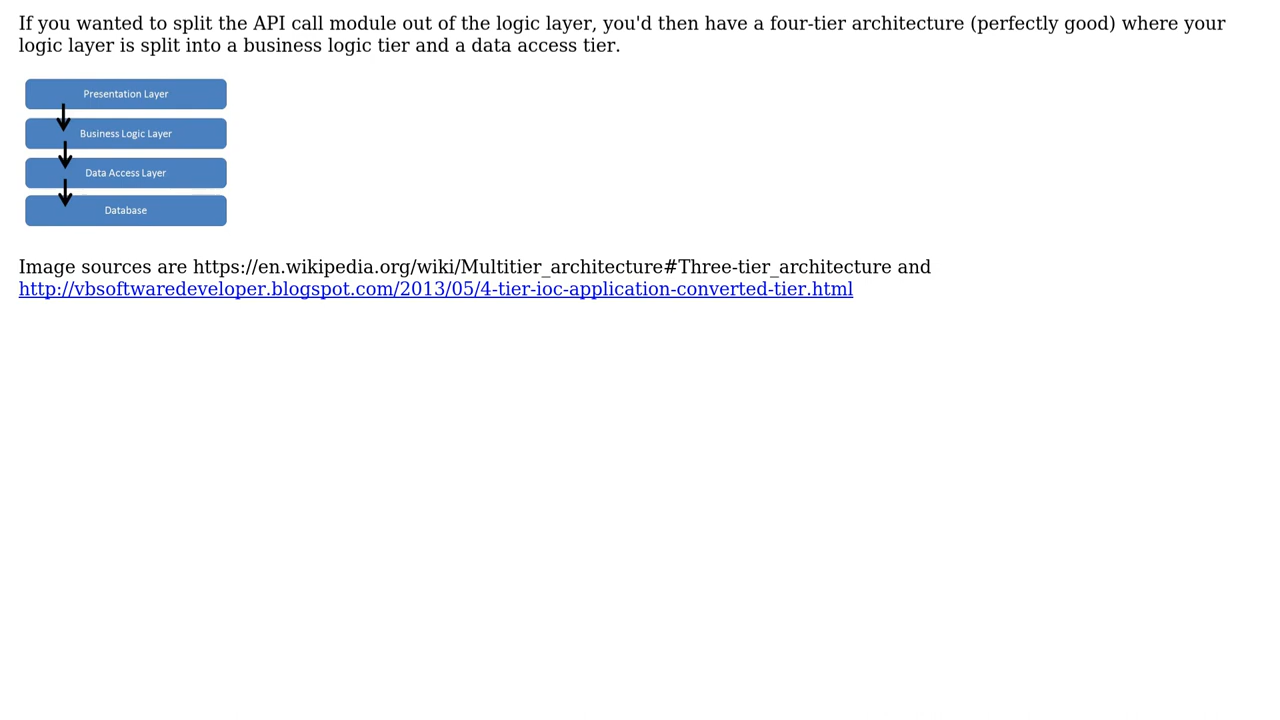 If you wanted to split the API call module out of the logic layer, you'd then have a four-tier architecture (perfectly good) where your
logic layer is split into a business logic tier and a data access tier.
Presentation Layer
Business Logic Layer
Data Access Layer
Database
Image sources are https://en.wikipedia.org/wiki/Multitier_architecture#Three-tier_architecture and
http://vbsoftwaredeveloper.blogspot.com/2013/05/4-tier-ioc-application-converted-tier.html